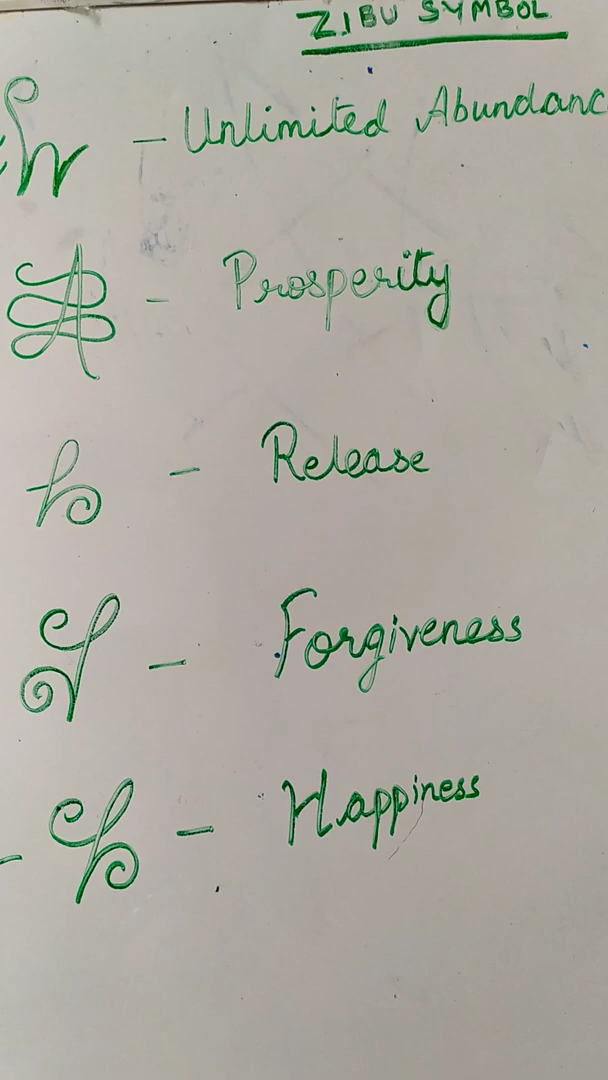 ZIBU SYMBOL
- Unlimited Abundanc
- Prosperity
- Release
- Forgiveness
- Happiness